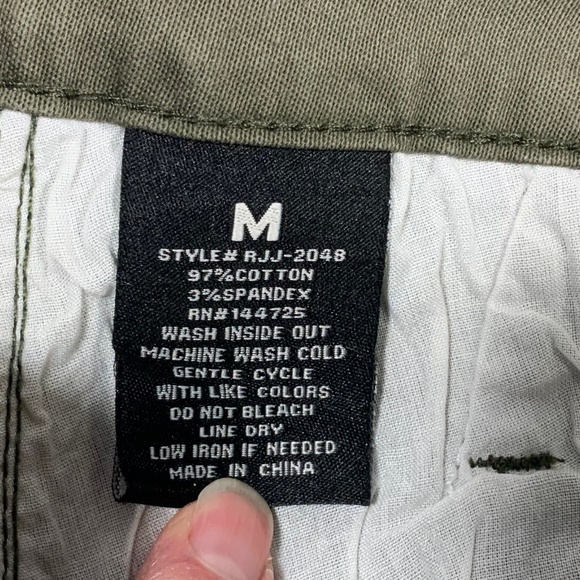 M
STYLE# RJJ-2048
97%COTTON
3%SPANDEX
RN#144725
WASH INSIDE OUT
MACHINE WASH COLD
GENTLE CYCLE
WITH LIKE COLORS
DO NOT BLEACH
LINE DRY
LOW IRON IF NEEDED
MADE IN CHINA